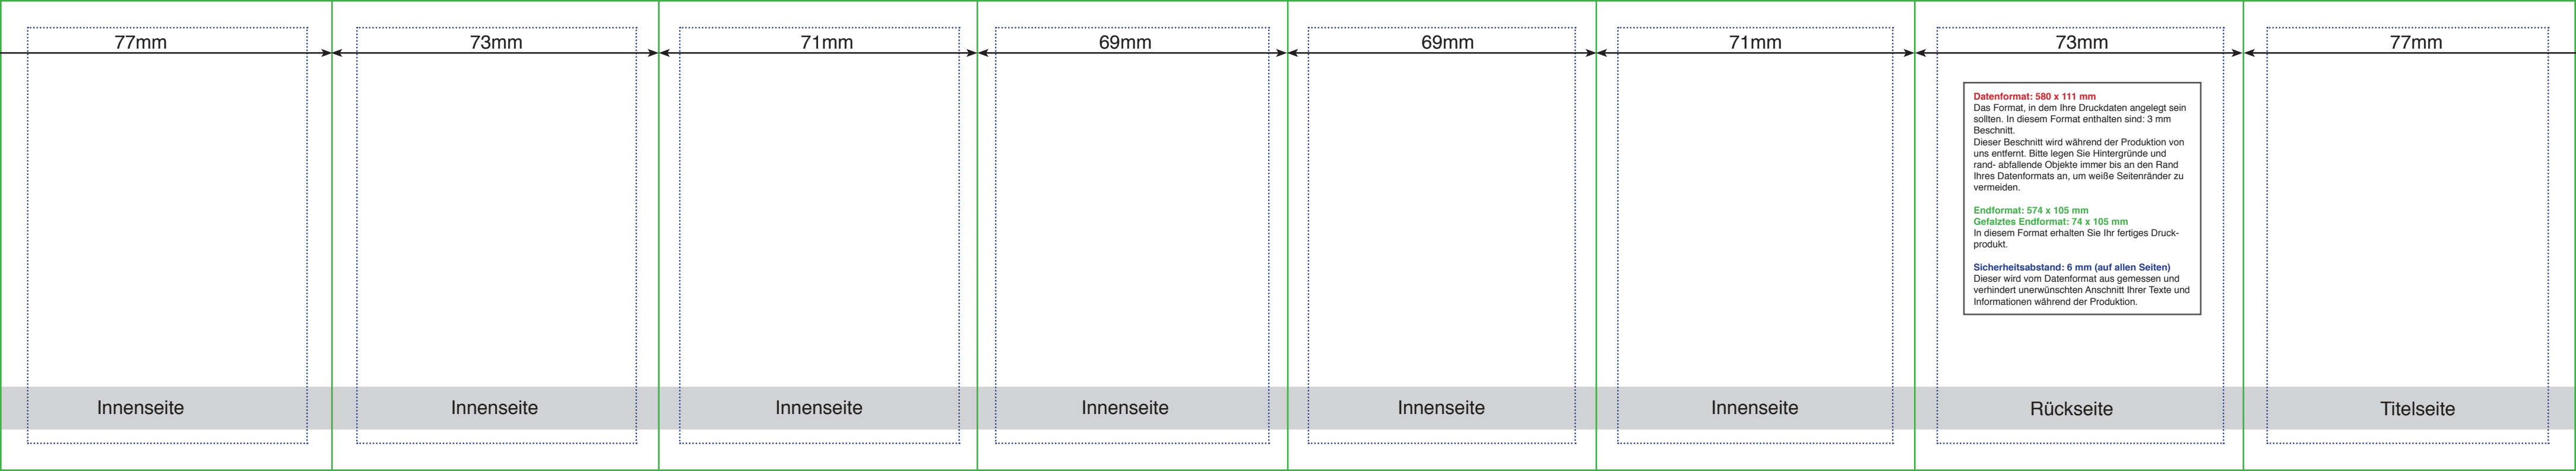 77mm 73mm 71mm 69mm 69mm 71mm 73mm 77mm
Datenformat: 580 x 111 mm
Das Format, in dem Ihre Druckdaten angelegt sein
sollten. In diesem Format enthalten sind: 3 mm
Beschnitt.
Dieser Beschnitt wird während der Produktion von
uns entfernt. Bitte legen Sie Hintergründe und
rand- abfallende Objekte immer bis an den Rand
Ihres Datenformats an, um weiße Seitenränder zu
vermeiden.
Endformat: 574 x 105 mm
Gefalztes Endformat: 74 x 105 mm
In diesem Format erhalten Sie Ihr fertiges Druck-
produkt.
Sicherheitsabstand: 6 mm (auf allen Seiten)
Dieser wird vom Datenformat aus gemessen und
verhindert unerwünschten Anschnitt Ihrer Texte und
Informationen während der Produktion.
Innenseite Innenseite Innenseite Innenseite Innenseite Innenseite Rückseite Titelseite